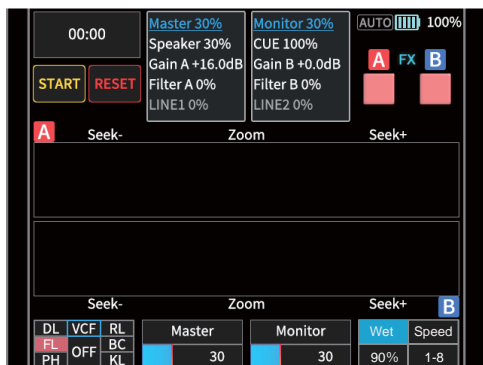 00:00
START RESET
Master 30%
Speaker 30%
Gain A +16.0dB
Filter A 0%
LINE1 0%
Monitor 30%
CUE 100%
Gain B +0.0dB
Filter B 0%
LINE2 0%
AUTO 100%
A FX B
A Seek- Zoom Seek+
Seek- Zoom Seek+ B
DL VCF RL
FL OFF BC
PH KL
Master
30
Monitor
30
Wet Speed
90% 1-8